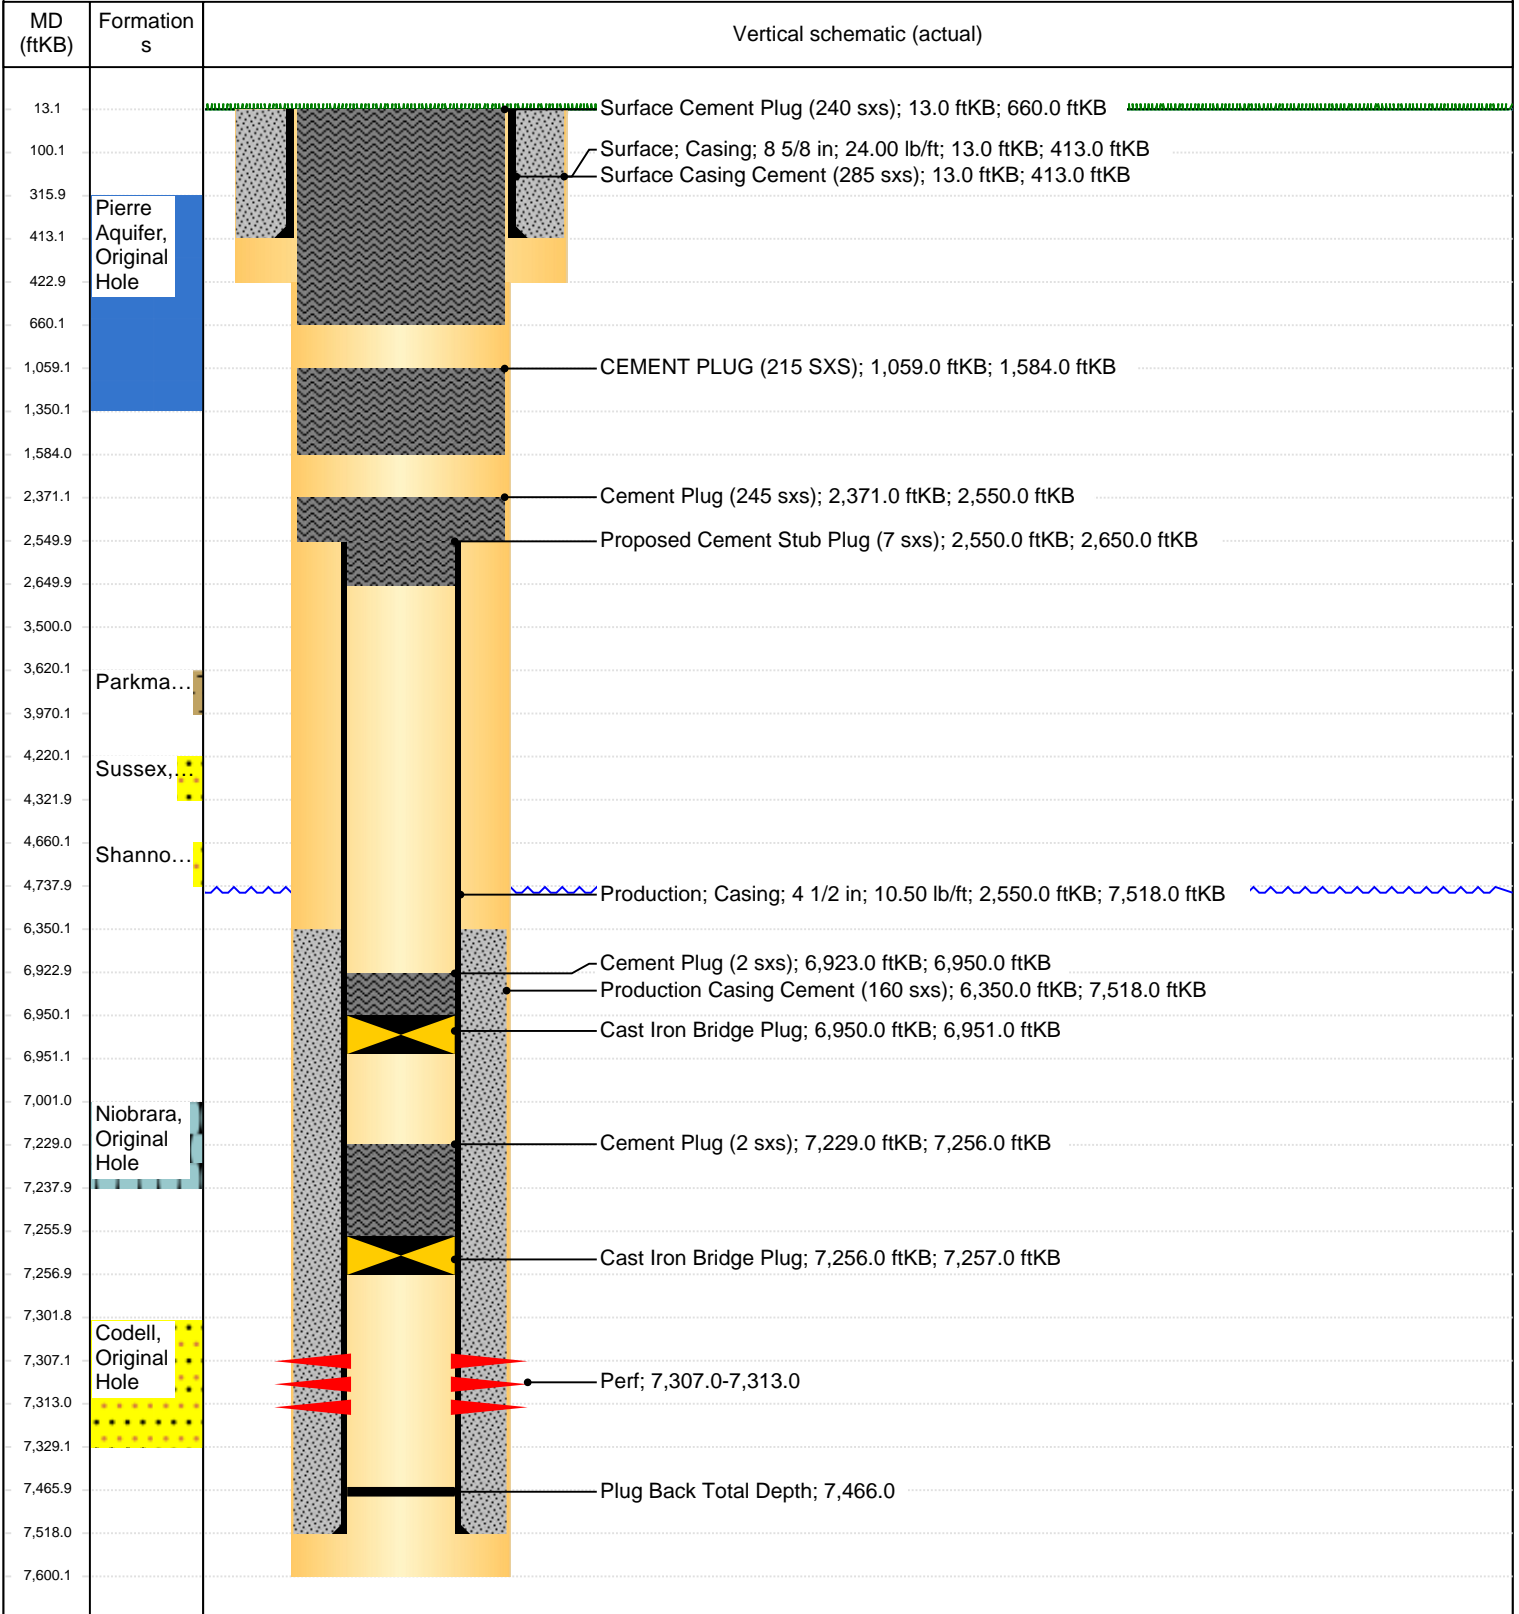 MD
(ftKB)
Formation
s
Vertical schematic (actual)
13.1
Surface Cement Plug (240 sxs); 13.0 ftKB; 660.0 ftKB
100.1
Surface; Casing; 8 5/8 in; 24.00 lb/ft; 13.0 ftKB; 413.0 ftKB
Surface Casing Cement (285 sxs); 13.0 ftKB; 413.0 ftKB
315.9
Pierre
Aquifer,
Original
Hole
413.1
422.9
660.1
1,059.1
CEMENT PLUG (215 SXS); 1,059.0 ftKB; 1,584.0 ftKB
1,350.1
1,584.0
2,371.1
Cement Plug (245 sxs); 2,371.0 ftKB; 2,550.0 ftKB
2,549.9
Proposed Cement Stub Plug (7 sxs); 2,550.0 ftKB; 2,650.0 ftKB
2,649.9
3,500.0
3,620.1
Parkma…
3,970.1
4,220.1
Sussex,…
4,321.9
4,660.1
Shanno…
4,737.9
Production; Casing; 4 1/2 in; 10.50 lb/ft; 2,550.0 ftKB; 7,518.0 ftKB
6,350.1
6,922.9
Cement Plug (2 sxs); 6,923.0 ftKB; 6,950.0 ftKB
Production Casing Cement (160 sxs); 6,350.0 ftKB; 7,518.0 ftKB
6,950.1
Cast Iron Bridge Plug; 6,950.0 ftKB; 6,951.0 ftKB
6,951.1
7,001.0
Niobrara,
Original
Hole
7,229.0
Cement Plug (2 sxs); 7,229.0 ftKB; 7,256.0 ftKB
7,237.9
7,255.9
Cast Iron Bridge Plug; 7,256.0 ftKB; 7,257.0 ftKB
7,256.9
7,301.8
Codell,
Original
Hole
7,307.1
Perf; 7,307.0-7,313.0
7,313.0
7,329.1
7,465.9
Plug Back Total Depth; 7,466.0
7,518.0
7,600.1